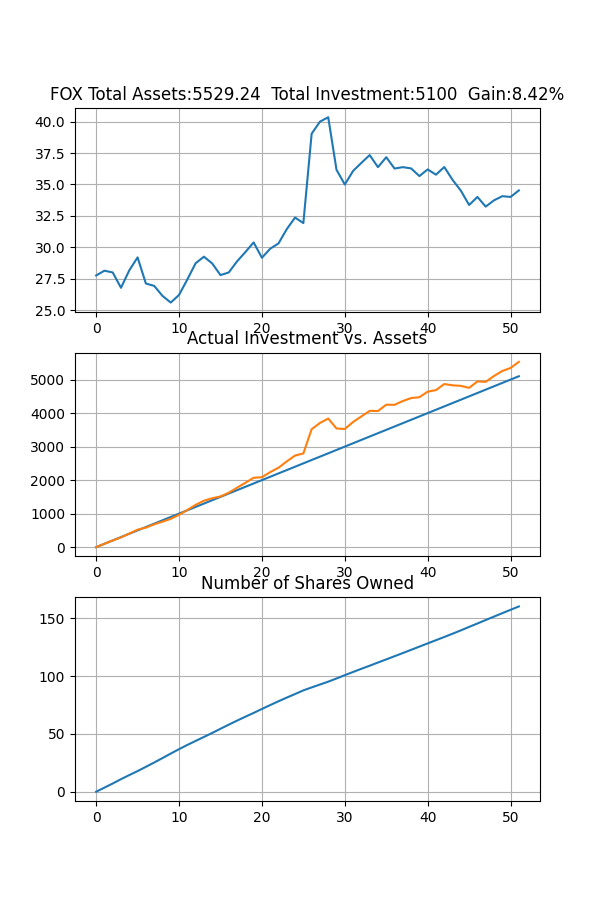 FOX Total Assets:5529.24  Total Investment:5100  Gain:8.42%
40.0
37.5
35.0
32.5
30.0
27.5
25.0
0 10 20 30 40 50
Actual Investment vs. Assets
5000
4000
3000
2000
1000
0
0 10 20 30 40 50
Number of Shares Owned
150
100
50
0
0 10 20 30 40 50